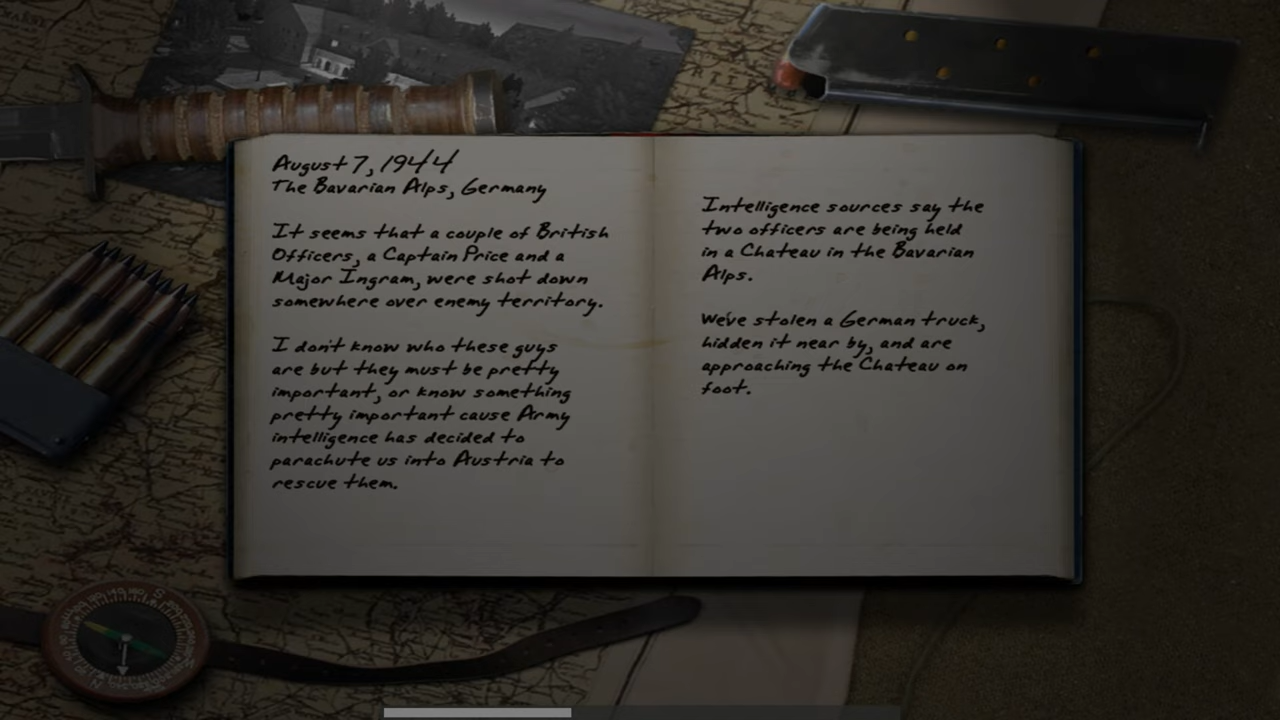 August 7, 1944
The Bavarian Alps, Germany
It seems that a couple of British
Officers, a Captain Price and a
Major Ingram, were shot down
somewhere over enemy territory.
I don't know who these guys
are but they must be pretty
important, or know something
pretty important cause Army
intelligence has decided to
parachute us into Austria to
rescue them.
Intelligence sources say the
two officers are being held
in a Chateau in the Bavarian
Alps.
We've stolen a German truck,
hidden it near by, and are
approaching the Chateau on
foot.